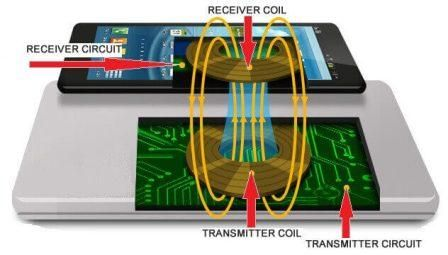 RECEIVER COIL
RECEIVER CIRCUIT
TRANSMITTER COIL
TRANSMITTER CIRCUIT